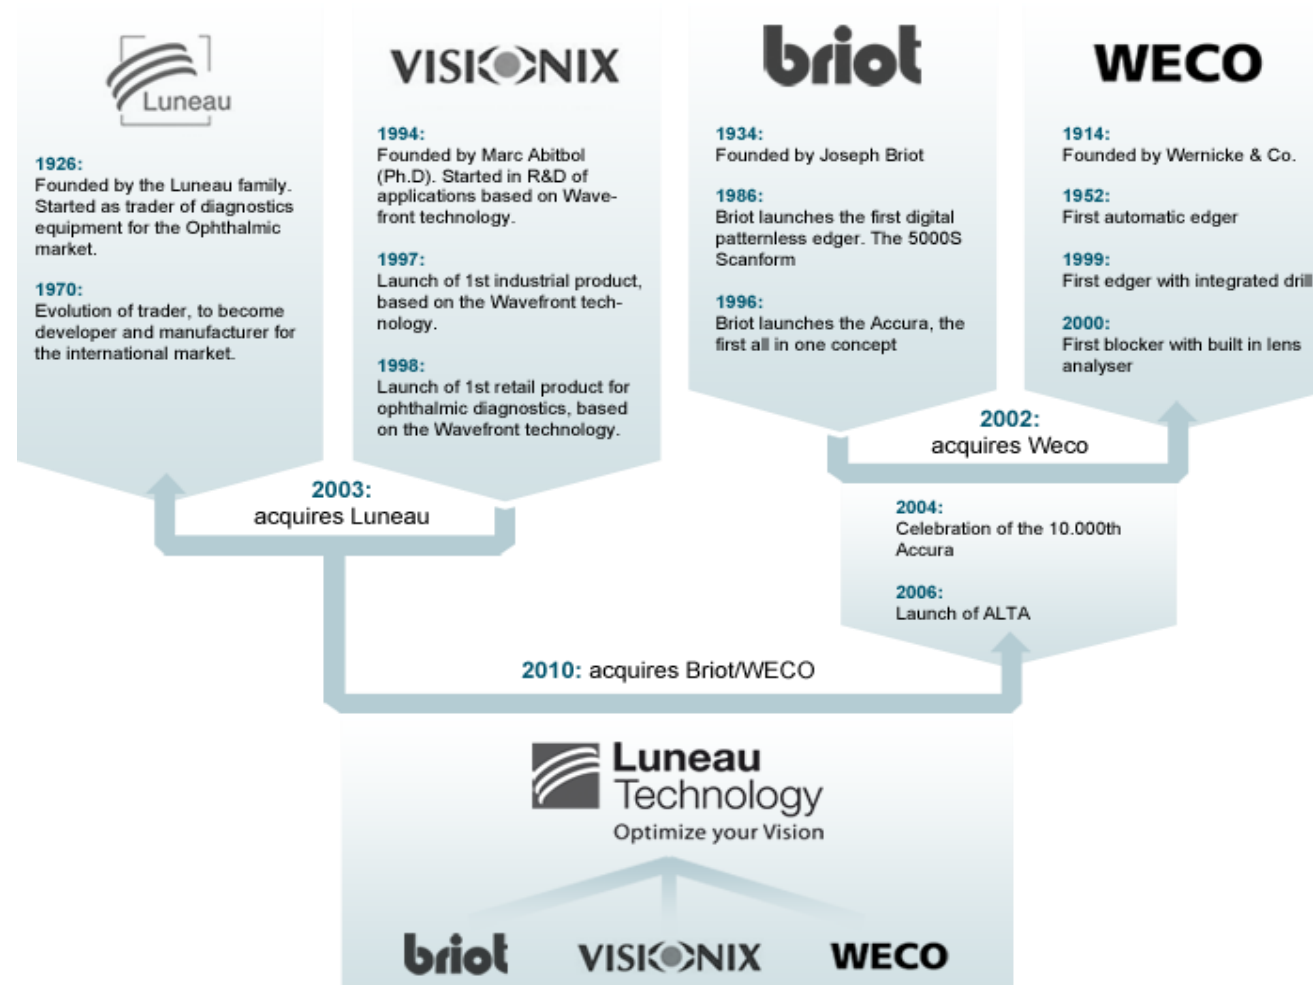 Luneau
1926:
Founded by the Luneau family.
Started as trader of diagnostics
equipment for the Ophthalmic
market.
1970:
Evolution of trader, to become
developer and manufacturer for
the international market.
VISIONIX
1994:
Founded by Marc Abitbol
(Ph.D). Started in R&D of
applications based on Wave-
front technology.
1997:
Launch of 1st industrial product,
based on the Wavefront tech-
nology.
1998:
Launch of 1st retail product for
ophthalmic diagnostics, based
on the Wavefront technology.
briot
1934:
Founded by Joseph Briot
1986:
Briot launches the first digital
patternless edger. The 5000S
Scanform
1996:
Briot launches the Accura, the
first all in one concept
WECO
1914:
Founded by Wernicke & Co.
1952:
First automatic edger
1999:
First edger with integrated drill
2000:
First blocker with built in lens
analyser
2003:
acquires Luneau
2002:
acquires Weco
2004:
Celebration of the 10.000th
Accura
2006:
Launch of ALTA
2010: acquires Briot/WECO
Luneau
Technology
Optimize your Vision
briot VISIONIX WECO